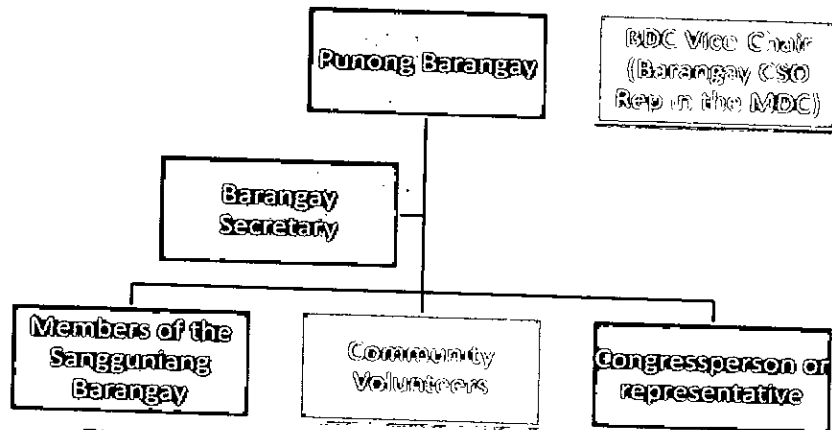 Punong Barangay
BDC Vice Chair
(Barangay CSO
Rep in the MDC)
Barangay
Secretary
Members of the
Sangguniang
Barangay
Community
Volunteers
Congressperson or
representative